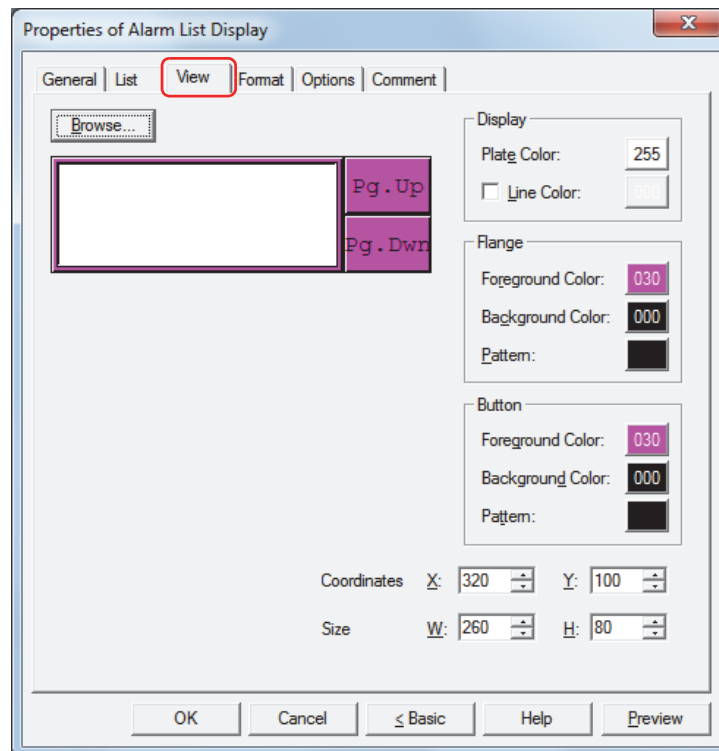 Properties of Alarm List Display
General List View Format Options Comment
Browse...
Pg.Up
Pg.Dwn
Display
Plate Color: 255
Line Color: 000
Flange
Foreground Color: 030
Background Color: 000
Pattern:
Button
Foreground Color: 030
Background Color: 000
Pattern:
Coordinates X: 320 Y: 100
Size W: 260 H: 80
OK Cancel < Basic Help Preview